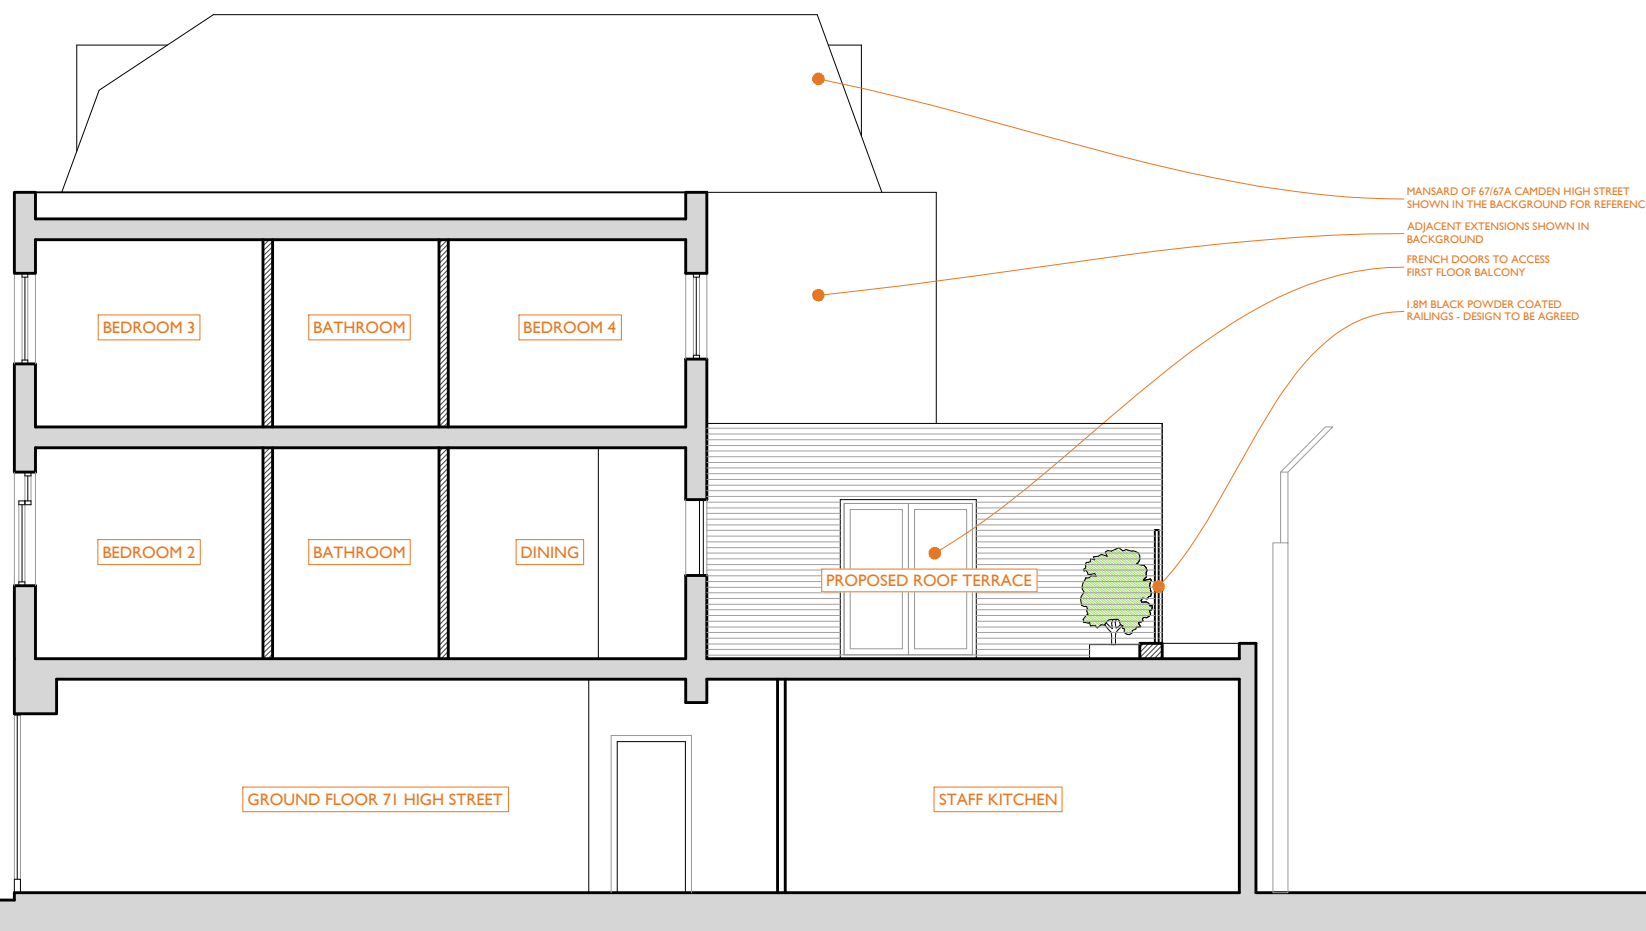 MANSARD OF 67/67A CAMDEN HIGH STREET
SHOWN IN THE BACKGROUND FOR REFERENC
ADJACENT EXTENSIONS SHOWN IN
BACKGROUND
FRENCH DOORS TO ACCESS
FIRST FLOOR BALCONY
1.8M BLACK POWDER COATED
RAILINGS - DESIGN TO BE AGREED
BEDROOM 3
BATHROOM
BEDROOM 4
BEDROOM 2
BATHROOM
DINING
PROPOSED ROOF TERRACE
GROUND FLOOR 71 HIGH STREET
STAFF KITCHEN